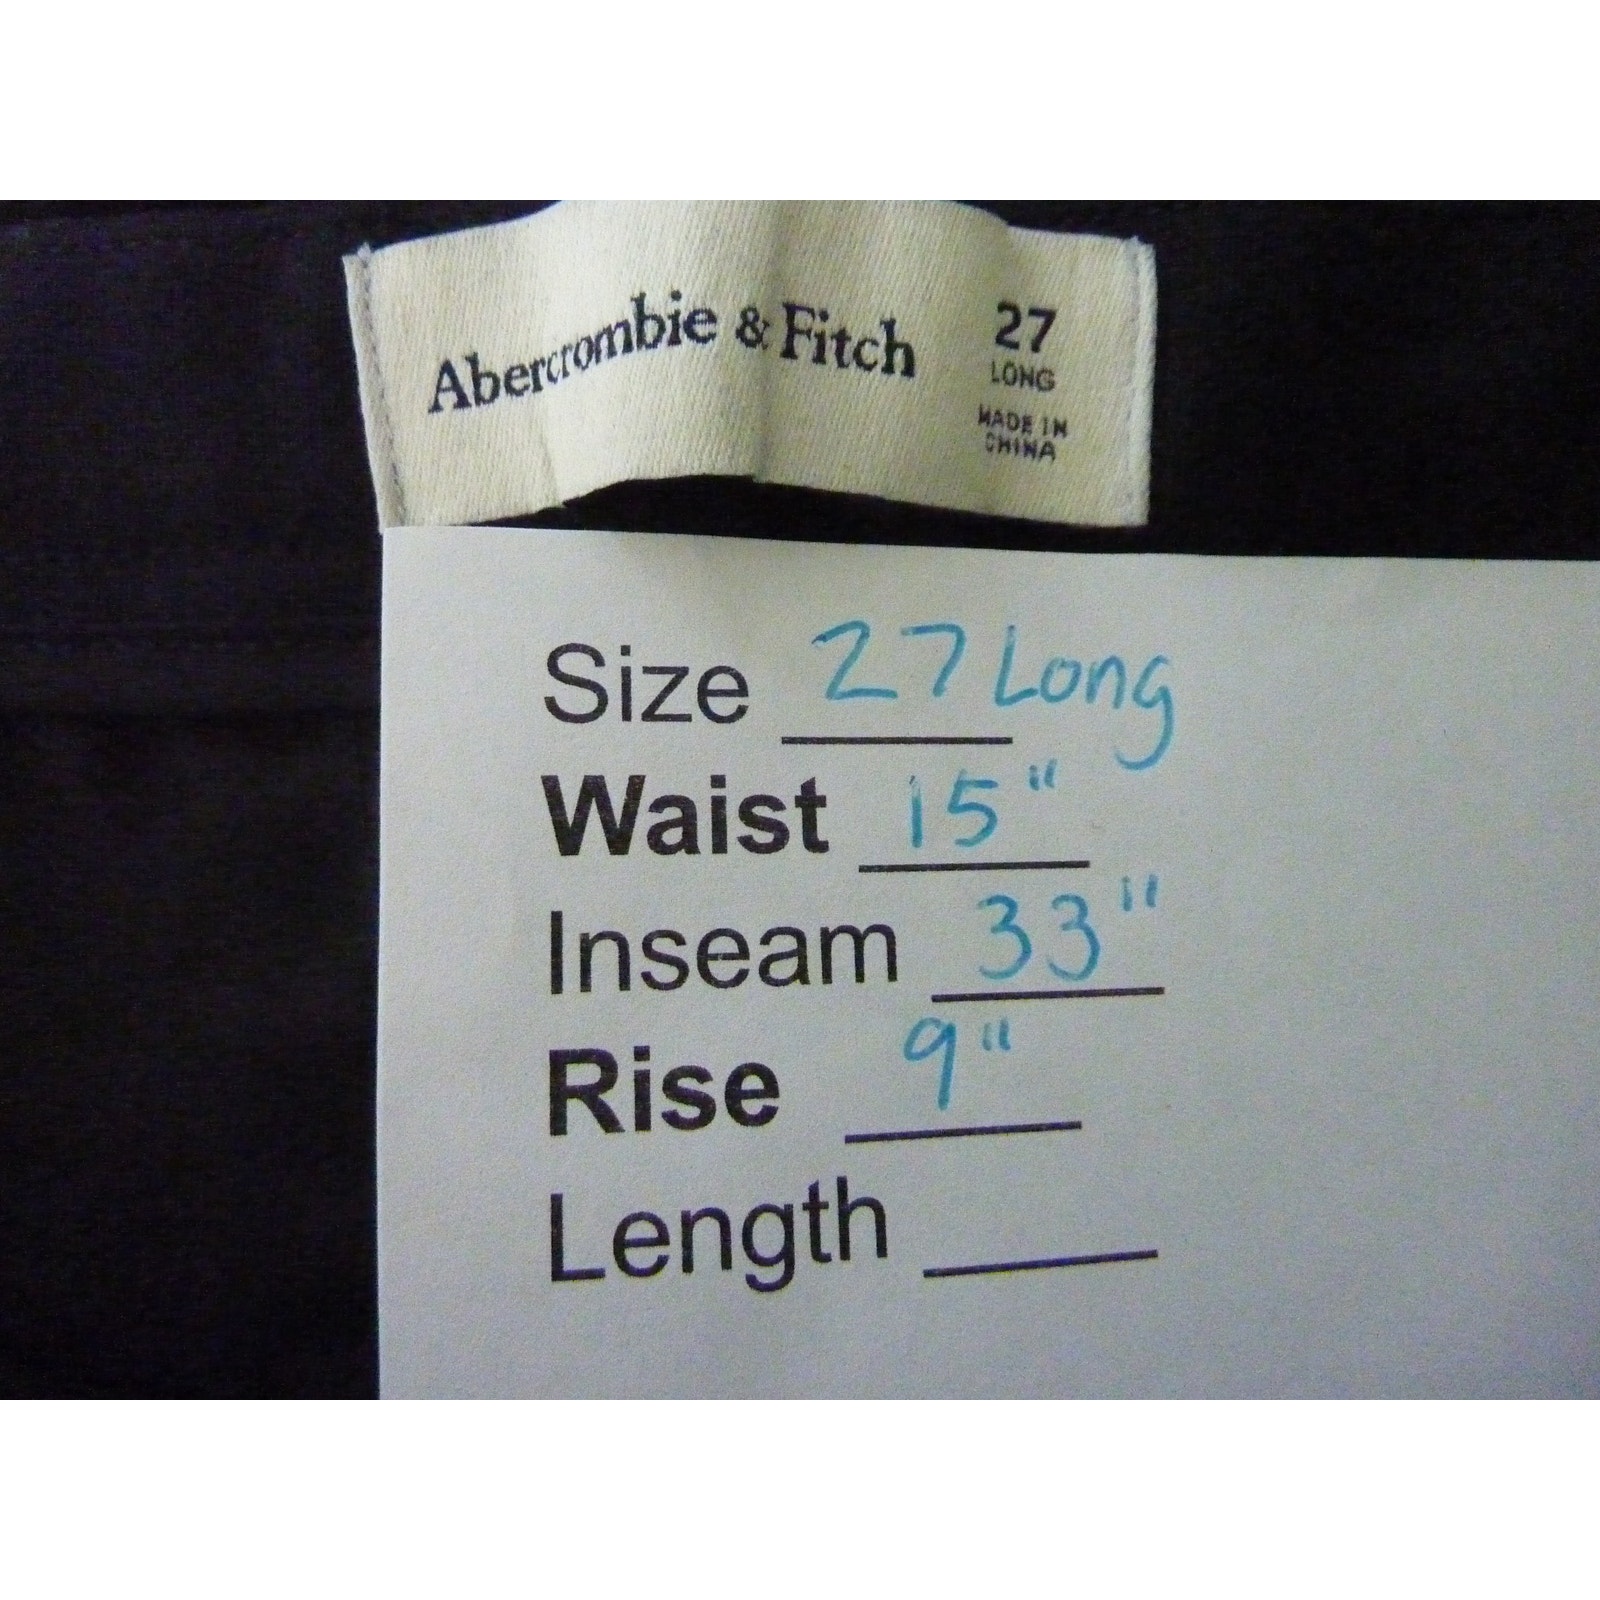 Abercrombie & Fitch
27
LONG
MADE IN
CHINA
Size 27 Long
Waist 15"
Inseam 33"
Rise 9"
Length